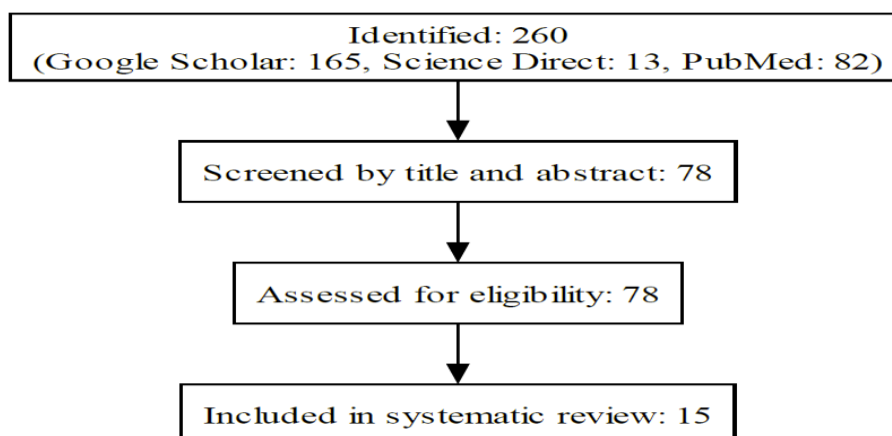 Identified: 260
(Google Scholar: 165, Science Direct: 13, PubMed: 82)
Screened by title and abstract: 78
Assessed for eligibility: 78
Included in systematic review: 15